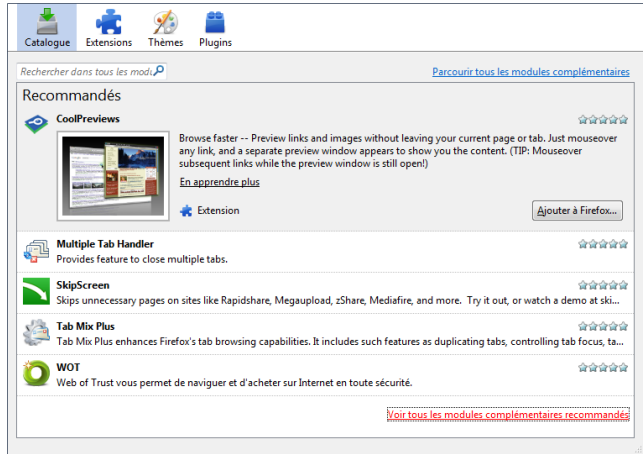 Catalogue Extensions Thèmes Plugins
Rechercher dans tous les modu
Parcourir tous les modules complémentaires
Recommandés
CoolPreviews
Browse faster -- Preview links and images without leaving your current page or tab. Just mouseover
any link, and a separate preview window appears to show you the content. (TIP: Mouseover
subsequent links while the preview window is still open!)
En apprendre plus
Extension
Ajouter à Firefox...
Multiple Tab Handler
Provides feature to close multiple tabs.
SkipScreen
Skips unnecessary pages on sites like Rapidshare, Megaupload, zShare, Mediafire, and more. Try it out, or watch a demo at ski...
Tab Mix Plus
Tab Mix Plus enhances Firefox's tab browsing capabilities. It includes such features as duplicating tabs, controlling tab focus, ta...
WOT
Web of Trust vous permet de naviguer et d'acheter sur Internet en toute sécurité.
Voir tous les modules complémentaires recommandés